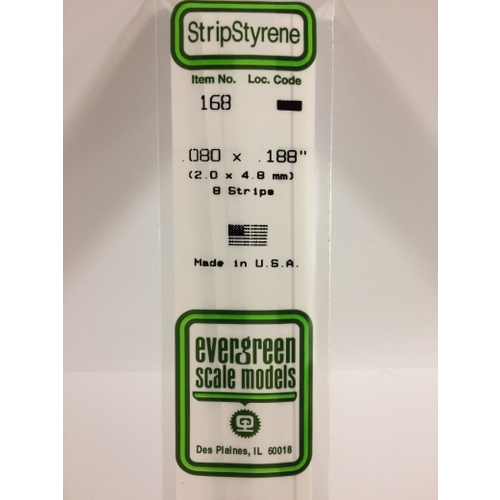 StripStyrene
Item No. Loc. Code
168
.080 x .188"
(2.0 x 4.8 mm)
8 Strips
Made in U.S.A.
evergreen
scale models
Des Plaines, IL 60018